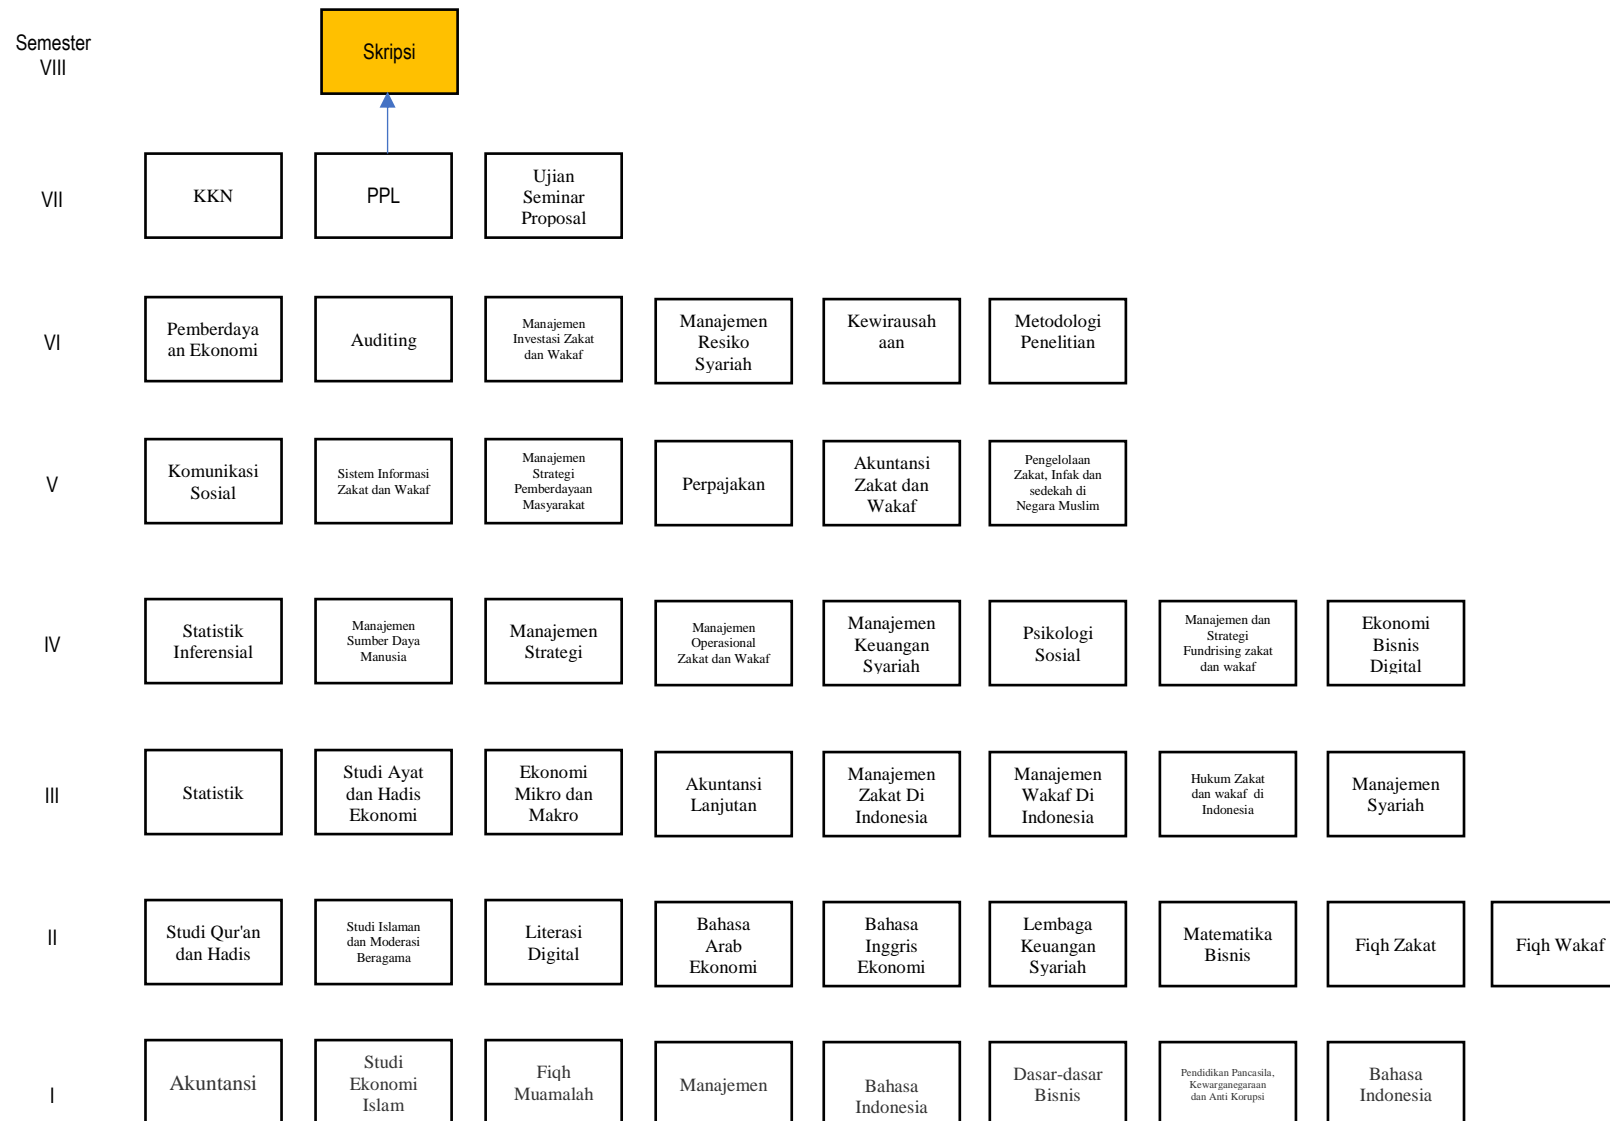 Semester
VIII
Skripsi
VII
KKN
PPL
Ujian
Seminar
Proposal
VI
Pemberdaya
an Ekonomi
Auditing
Manajemen
Investasi Zakat
dan Wakaf
Manajemen
Resiko
Syariah
Kewirausah
aan
Metodologi
Penelitian
V
Komunikasi
Sosial
Sistem Informasi
Zakat dan Wakaf
Manajemen
Strategi
Pemberdayaan
Masyarakat
Perpajakan
Akuntansi
Zakat dan
Wakaf
Pengelolaan
Zakat, Infak dan
sedekah di
Negara Muslim
IV
Statistik
Inferensial
Manajemen
Sumber Daya
Manusia
Manajemen
Strategi
Manajemen
Operasional
Zakat dan Wakaf
Manajemen
Keuangan
Syariah
Psikologi
Sosial
Manajemen dan
Strategi
Fundrising zakat
dan wakaf
Ekonomi
Bisnis
Digital
III
Statistik
Studi Ayat
dan Hadis
Ekonomi
Ekonomi
Mikro dan
Makro
Akuntansi
Lanjutan
Manajemen
Zakat Di
Indonesia
Manajemen
Wakaf Di
Indonesia
Hukum Zakat
dan wakaf di
Indonesia
Manajemen
Syariah
II
Studi Qur'an
dan Hadis
Studi Islaman
dan Moderasi
Beragama
Literasi
Digital
Bahasa
Arab
Ekonomi
Bahasa
Inggris
Ekonomi
Lembaga
Keuangan
Syariah
Matematika
Bisnis
Fiqh Zakat
Fiqh Wakaf
I
Akuntansi
Studi
Ekonomi
Islam
Fiqh
Muamalah
Manajemen
Bahasa
Indonesia
Dasar-dasar
Bisnis
Pendidikan Pancasila,
Kewarganegaraan
dan Anti Korupsi
Bahasa
Indonesia